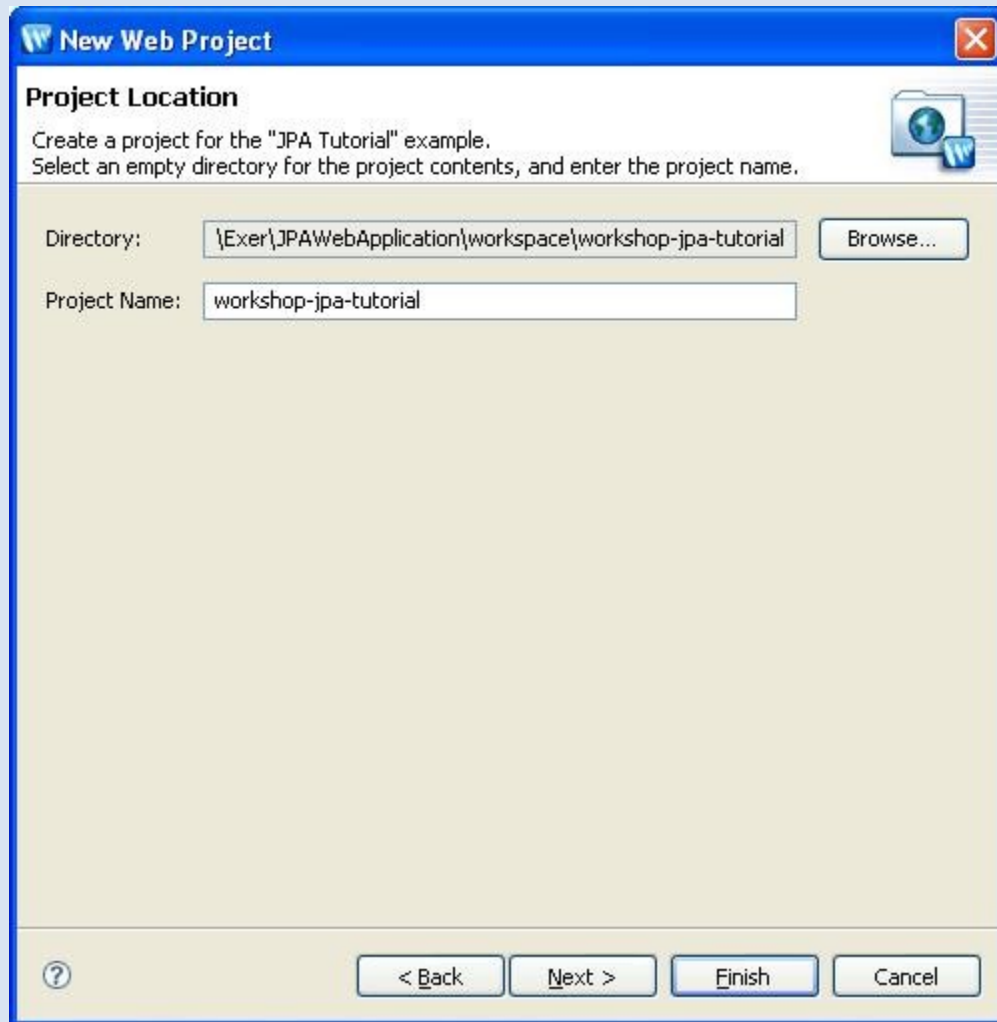 New Web Project
Project Location
Create a project for the "JPA Tutorial" example.
Select an empty directory for the project contents, and enter the project name.
Directory: \Exer\JPAWebApplication\workspace\workshop-jpa-tutorial Browse...
Project Name: workshop-jpa-tutorial
? < Back Next > Finish Cancel